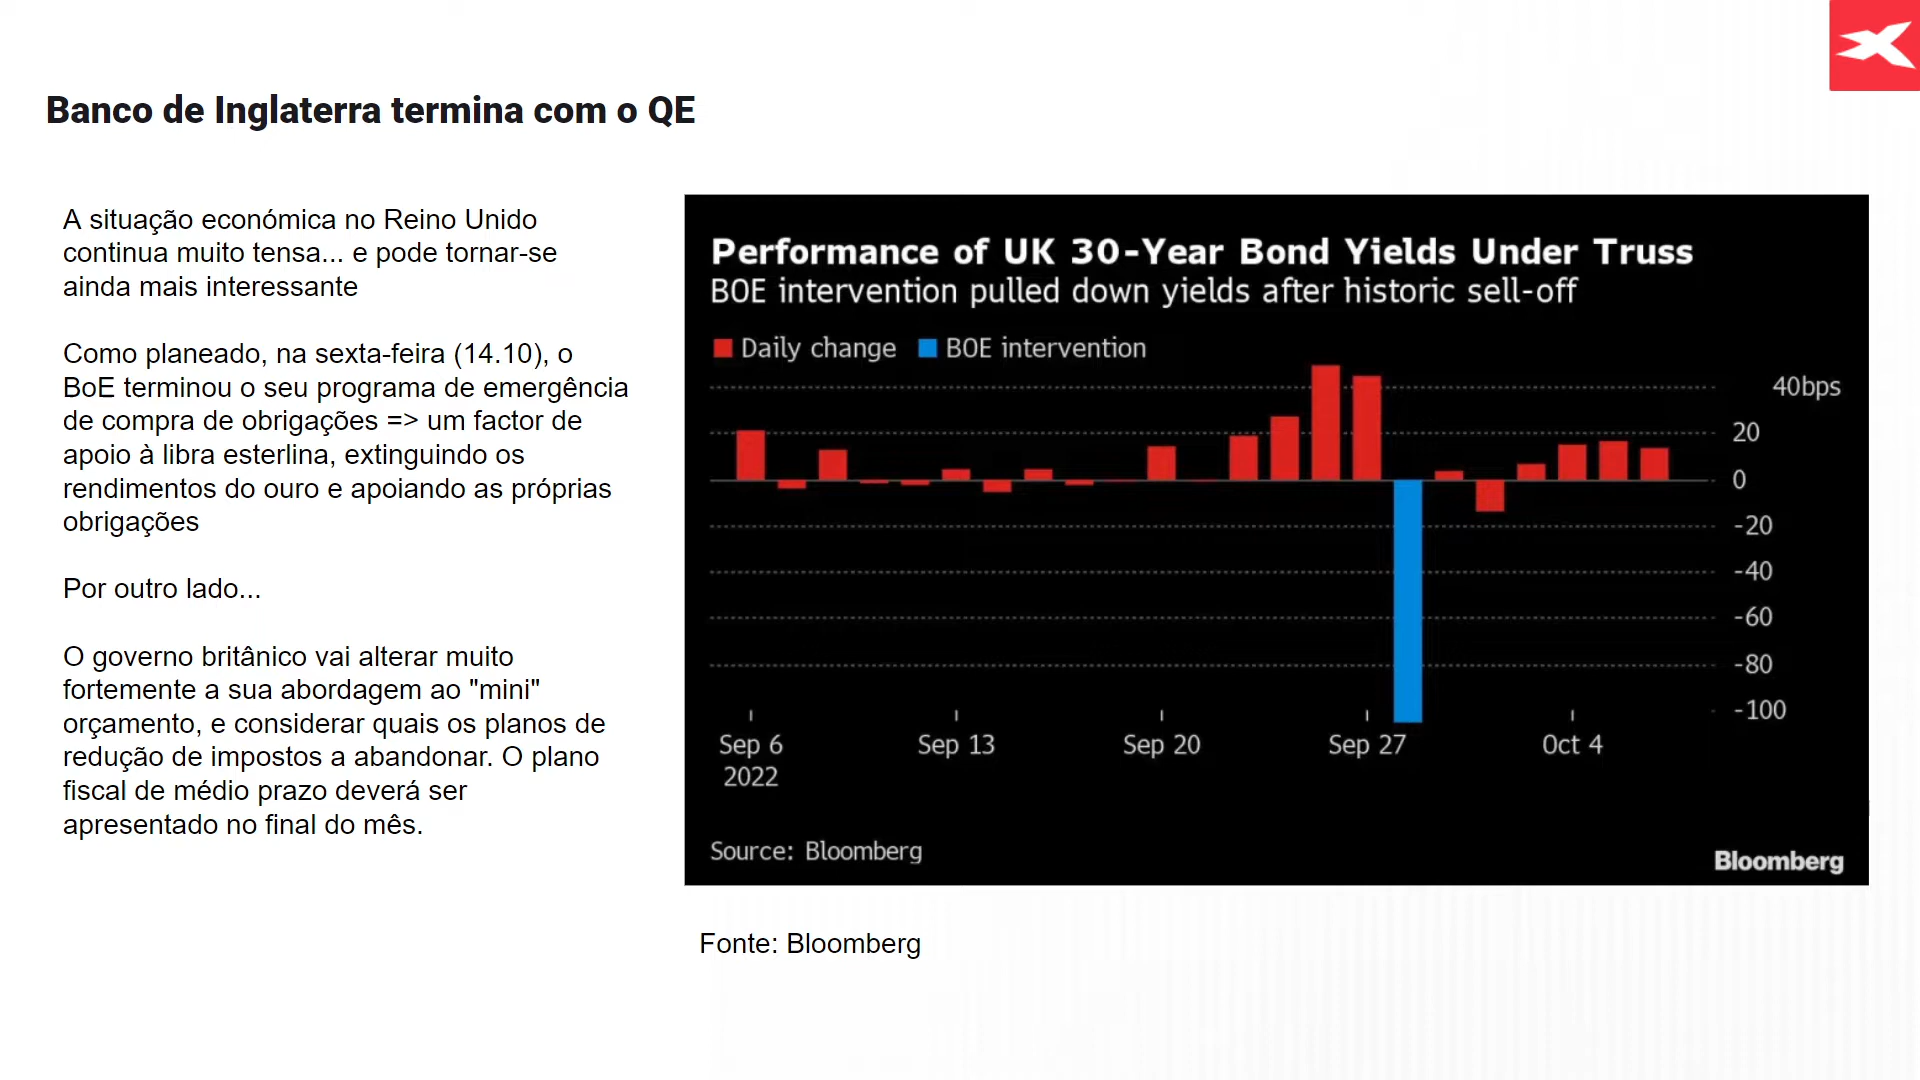 Banco de Inglaterra termina com o QE
A situação económica no Reino Unido
continua muito tensa... e pode tornar-se
ainda mais interessante
Como planeado, na sexta-feira (14.10), o
BoE terminou o seu programa de emergência
de compra de obrigações => um factor de
apoio à libra esterlina, extinguindo os
rendimentos do ouro e apoiando as próprias
obrigações
Por outro lado...
O governo britânico vai alterar muito
fortemente a sua abordagem ao "mini"
orçamento, e considerar quais os planos de
redução de impostos a abandonar. O plano
fiscal de médio prazo deverá ser
apresentado no final do mês.
Performance of UK 30-Year Bond Yields Under Truss
BOE intervention pulled down yields after historic sell-off
Daily change BOE intervention
40bps
20
0
-20
-40
-60
-80
-100
Sep 6 Sep 13 Sep 20 Sep 27 Oct 4
2022
Source: Bloomberg
Bloomberg
Fonte: Bloomberg